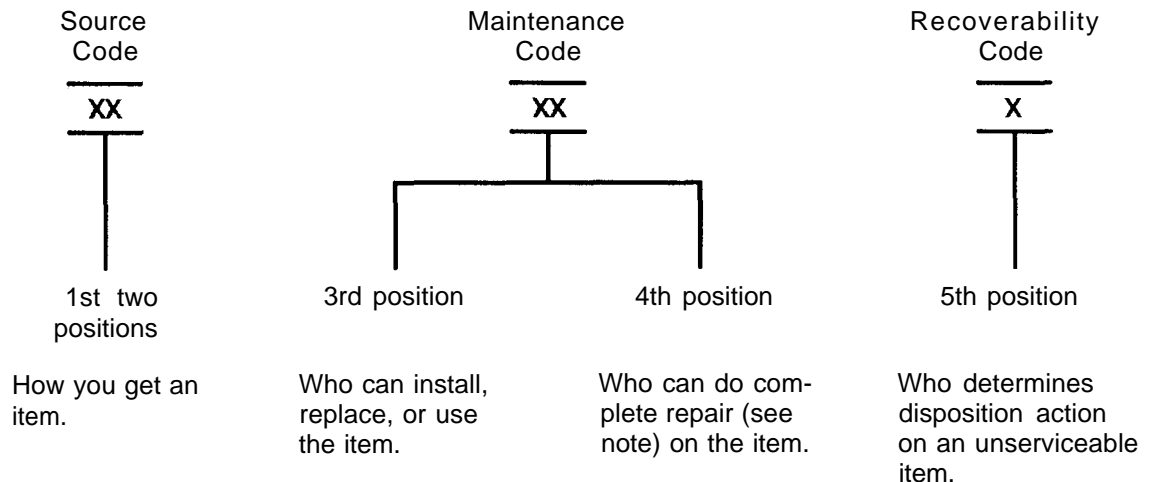 Source
Code
XX
1st two
positions
How you get an
item.
Maintenance
Code
XX
3rd position
Who can install,
replace, or use
the item.
4th position
Who can do com-
plete repair (see
note) on the item.
Recoverability
Code
X
5th position
Who determines
disposition action
on an unserviceable
item.